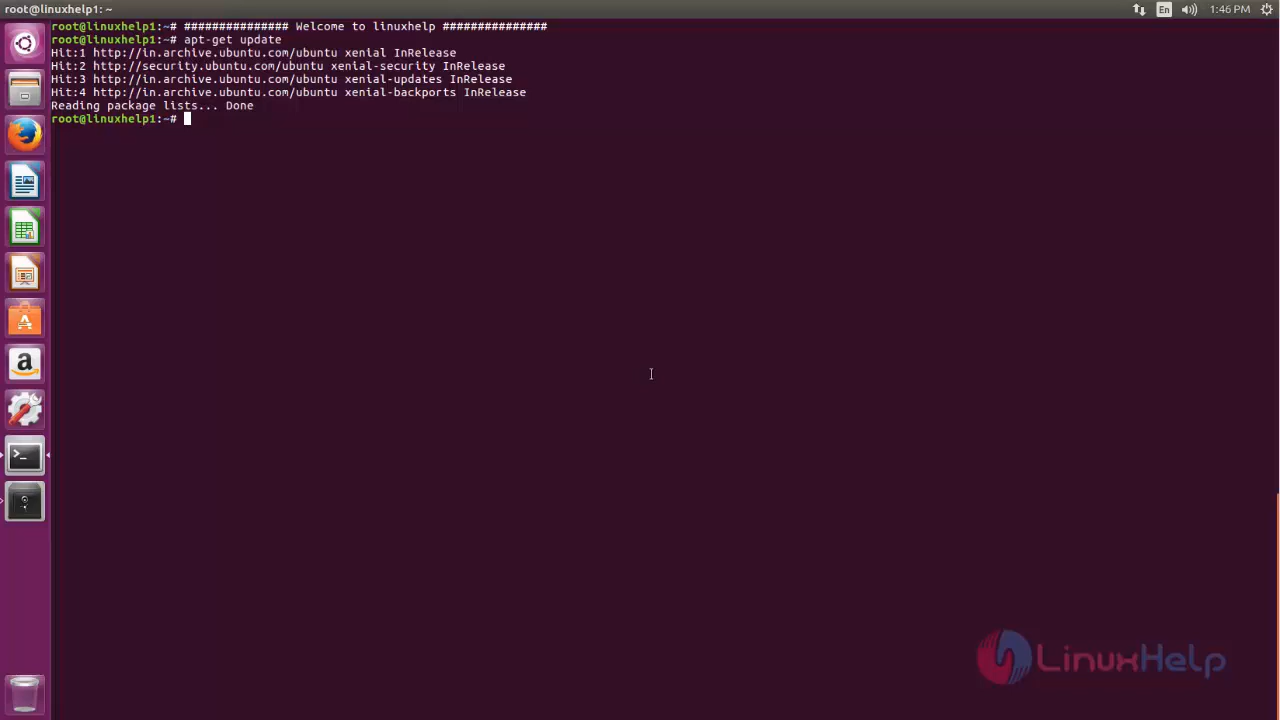 root@linuxhelp1: ~
En
1:46 PM
root@linuxhelp1:~# ############### Welcome to linuxhelp ###############
root@linuxhelp1:~# apt-get update
Hit:1 http://in.archive.ubuntu.com/ubuntu xenial InRelease
Hit:2 http://security.ubuntu.com/ubuntu xenial-security InRelease
Hit:3 http://in.archive.ubuntu.com/ubuntu xenial-updates InRelease
Hit:4 http://in.archive.ubuntu.com/ubuntu xenial-backports InRelease
Reading package lists... Done
root@linuxhelp1:~#
LinuxHelp